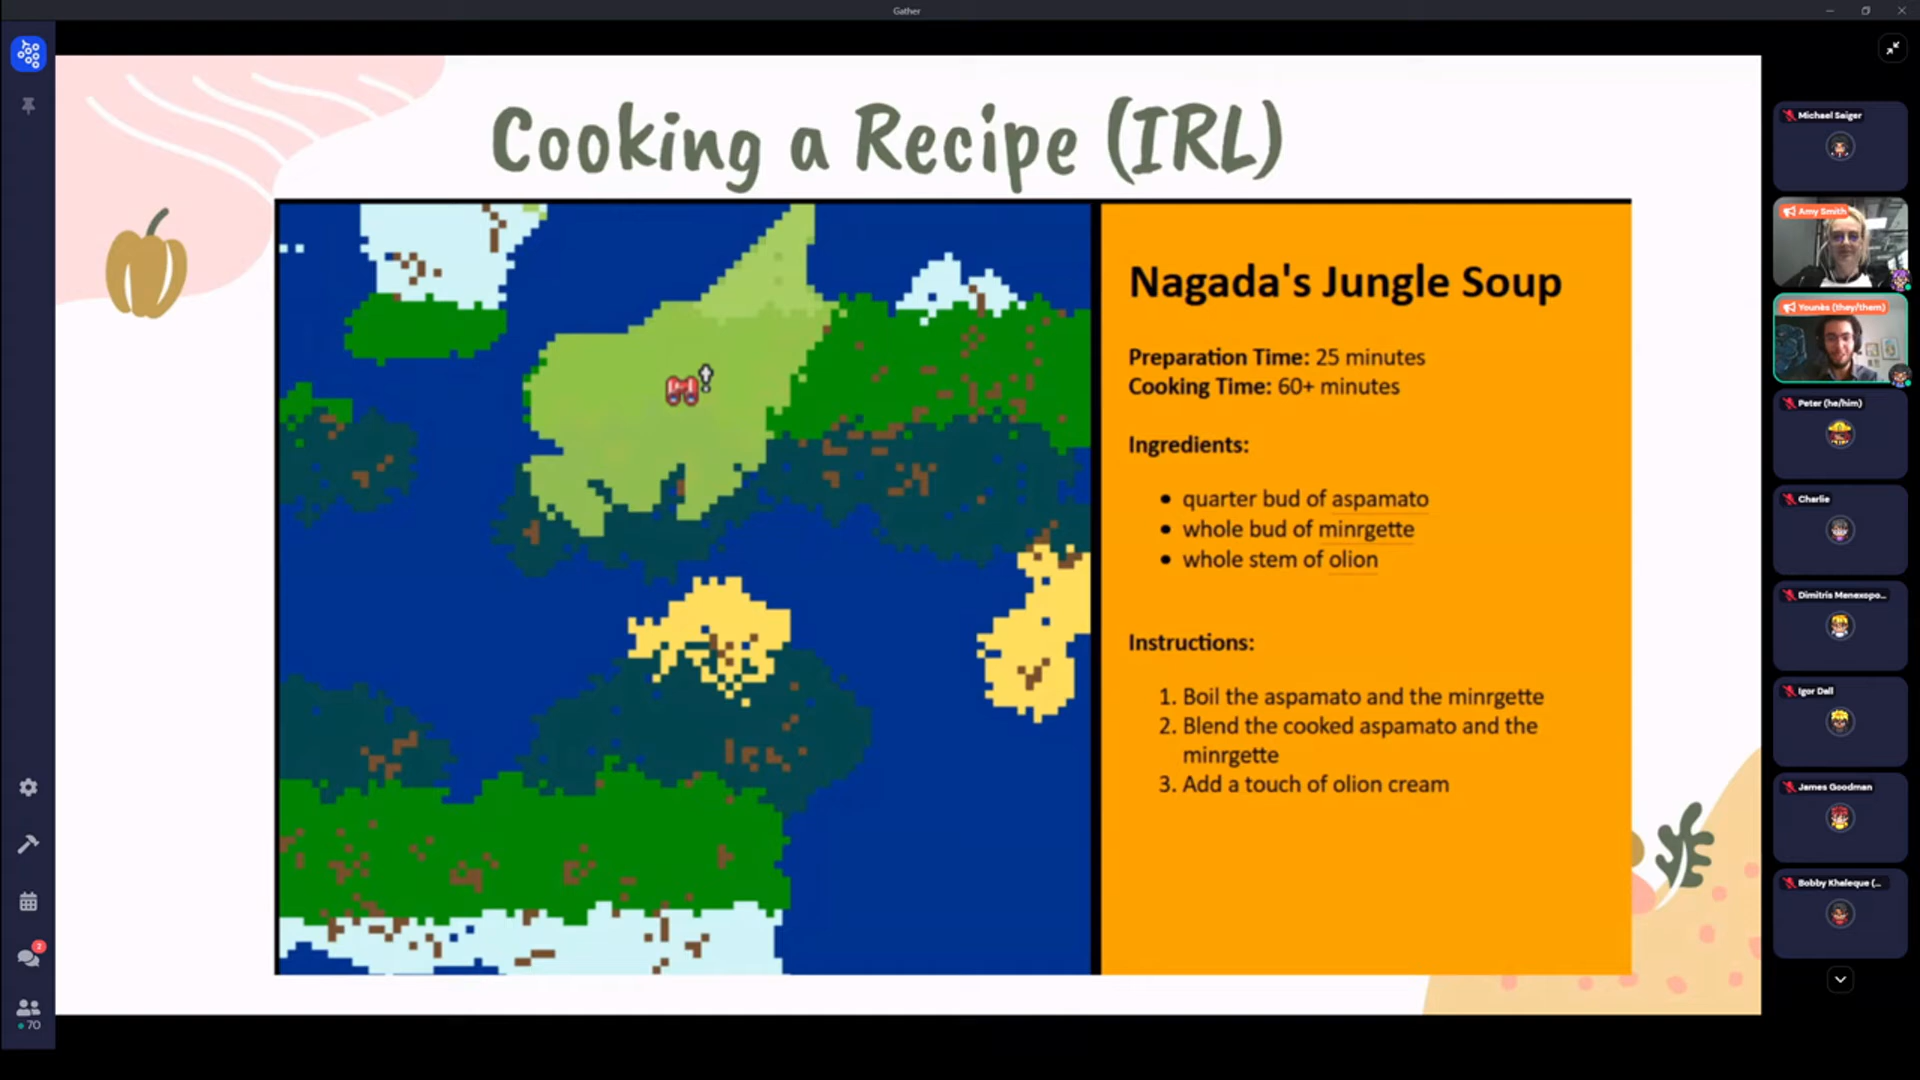 Gather
Cooking a Recipe (IRL)
Nagada's Jungle Soup
Preparation Time: 25 minutes
Cooking Time: 60+ minutes
Ingredients:
• quarter bud of aspamato
• whole bud of minrgette
• whole stem of olion
Instructions:
1. Boil the aspamato and the minrgette
2. Blend the cooked aspamato and the
minrgette
3. Add a touch of olion cream
Michael Saiger
Amy Smith
Younès (they/them)
Peter (he/him)
Charlie
Dimitris Menexopo...
Igor Dall
James Goodman
Bobby Khaleque (...
2
70